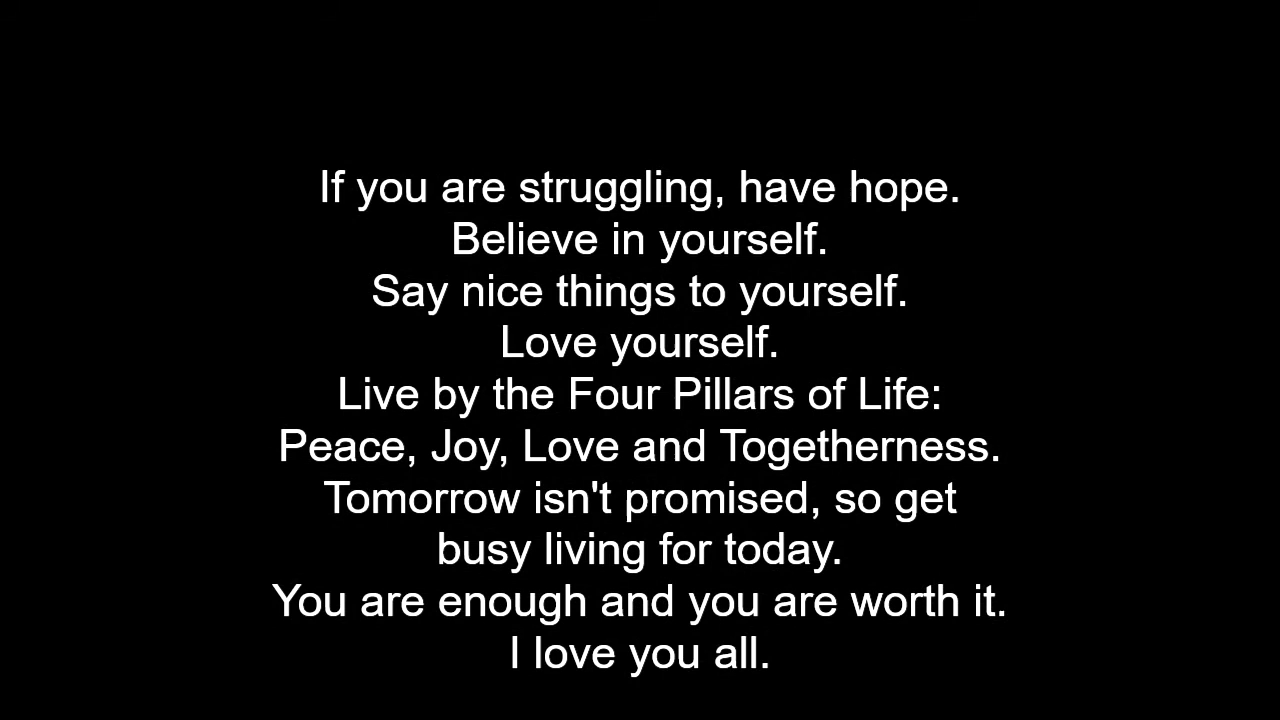 If you are struggling, have hope.
Believe in yourself.
Say nice things to yourself.
Love yourself.
Live by the Four Pillars of Life:
Peace, Joy, Love and Togetherness.
Tomorrow isn't promised, so get
busy living for today.
You are enough and you are worth it.
I love you all.